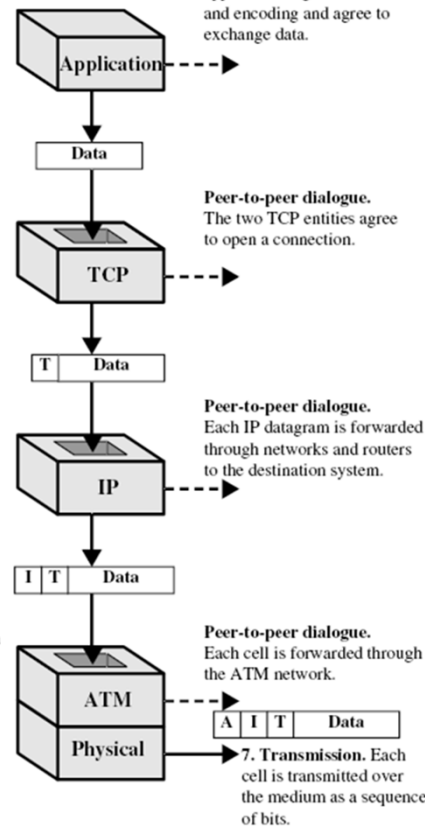 and encoding and agree to
exchange data.
Application
Data
Peer-to-peer dialogue.
The two TCP entities agree
to open a connection.
TCP
T Data
Peer-to-peer dialogue.
Each IP datagram is forwarded
through networks and routers
to the destination system.
IP
I T Data
Peer-to-peer dialogue.
Each cell is forwarded through
the ATM network.
ATM
A I T Data
Physical
7. Transmission. Each
cell is transmitted over
the medium as a sequence
of bits.